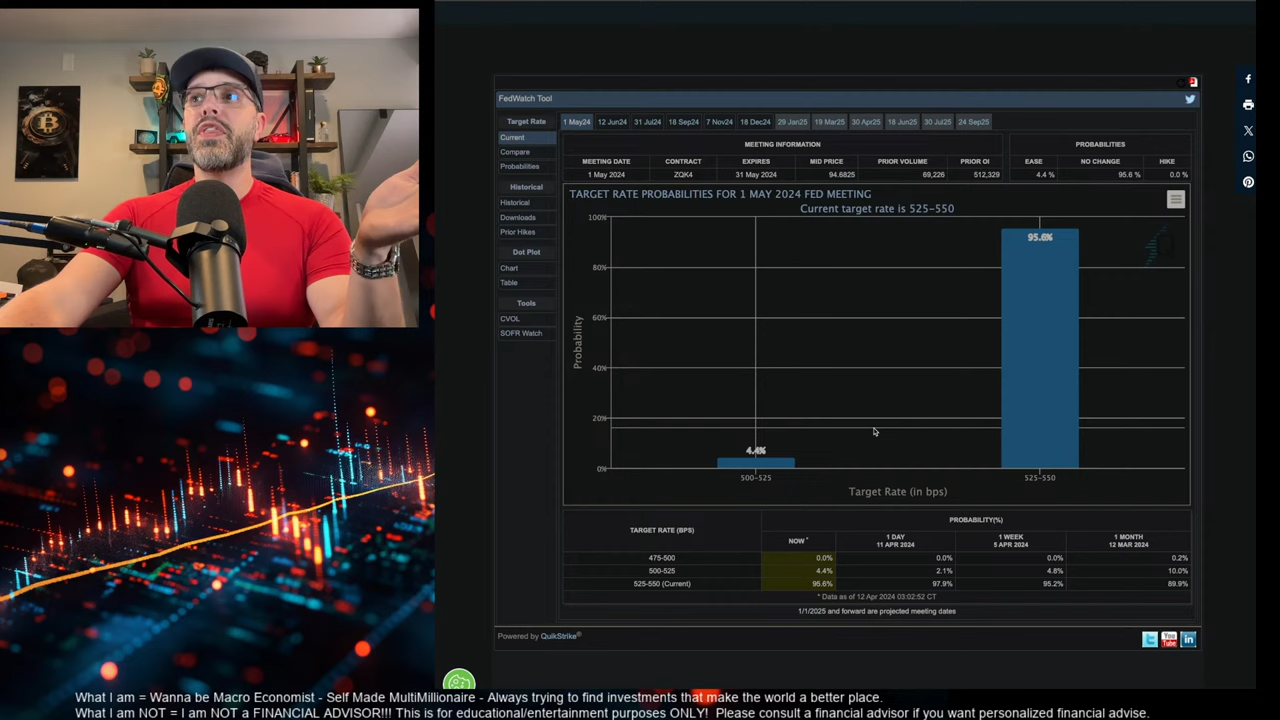 FedWatch Tool
Target Rate
Current
Compare
Probabilities
Historical
Historical
Downloads
Prior Hikes
Dot Plot
Chart
Table
Tools
CVOL
SOFR Watch
1 May24 12 Jun24 31 Jul24 18 Sep24 7 Nov24 18 Dec24 29 Jan25 19 Mar25 30 Apr25 18 Jun25 30 Jul25 24 Sep25
MEETING INFORMATION
MEETING DATE CONTRACT EXPIRES MID PRICE PRIOR VOLUME PRIOR OI
1 May 2024 ZQK4 31 May 2024 94.6825 69,226 512,329
PROBABILITIES
EASE NO CHANGE HIKE
4.4 % 95.6 % 0.0 %
TARGET RATE PROBABILITIES FOR 1 MAY 2024 FED MEETING
Current target rate is 525–550
100%
80%
60%
40%
20%
0%
Probability
4.4%
95.6%
500–525
525–550
Target Rate (in bps)
TARGET RATE (BPS)
PROBABILITY(%)
NOW *
1 DAY
11 APR 2024
1 WEEK
5 APR 2024
1 MONTH
12 MAR 2024
475-500 0.0% 0.0% 0.0% 0.2%
500-525 4.4% 2.1% 4.8% 10.0%
525-550 (Current) 95.6% 97.9% 95.2% 89.9%
* Data as of 12 Apr 2024 03:02:52 CT
1/1/2025 and forward are projected meeting dates
Powered by QuikStrike®
You
Tube
in
What I am = Wanna be Macro Economist - Self Made MultiMillionaire - Always trying to find investments that make the world a better place.
What I am NOT = I am NOT a FINANCIAL ADVISOR!!! This is for educational/entertainment purposes ONLY! Please consult a financial advisor if you want personalized financial advise.